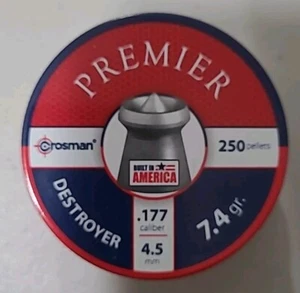 PREMIER
crosman®
250 pellets
BUILT IN
AMERICA
DESTROYER
.177
caliber
4.5
mm
7.4 gr.